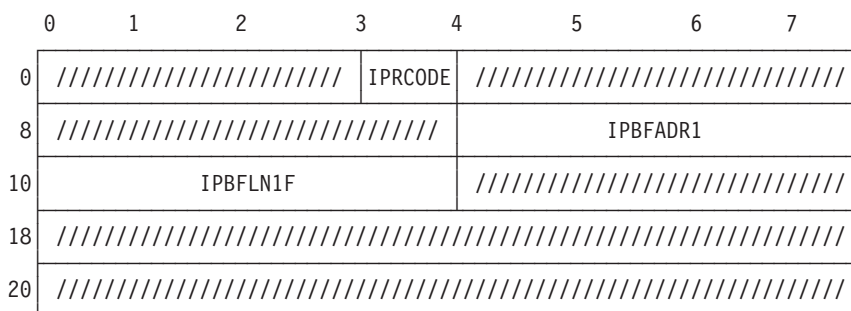 0 1 2 3 4 5 6 7
0 //////////////////////// IPRCODE ///////////////////////////////
8 //////////////////////////////// IPBFADR1
10 IPBFLN1F ///////////////////////////////
18 //////////////////////////////////////////////////////////////////
20 //////////////////////////////////////////////////////////////////